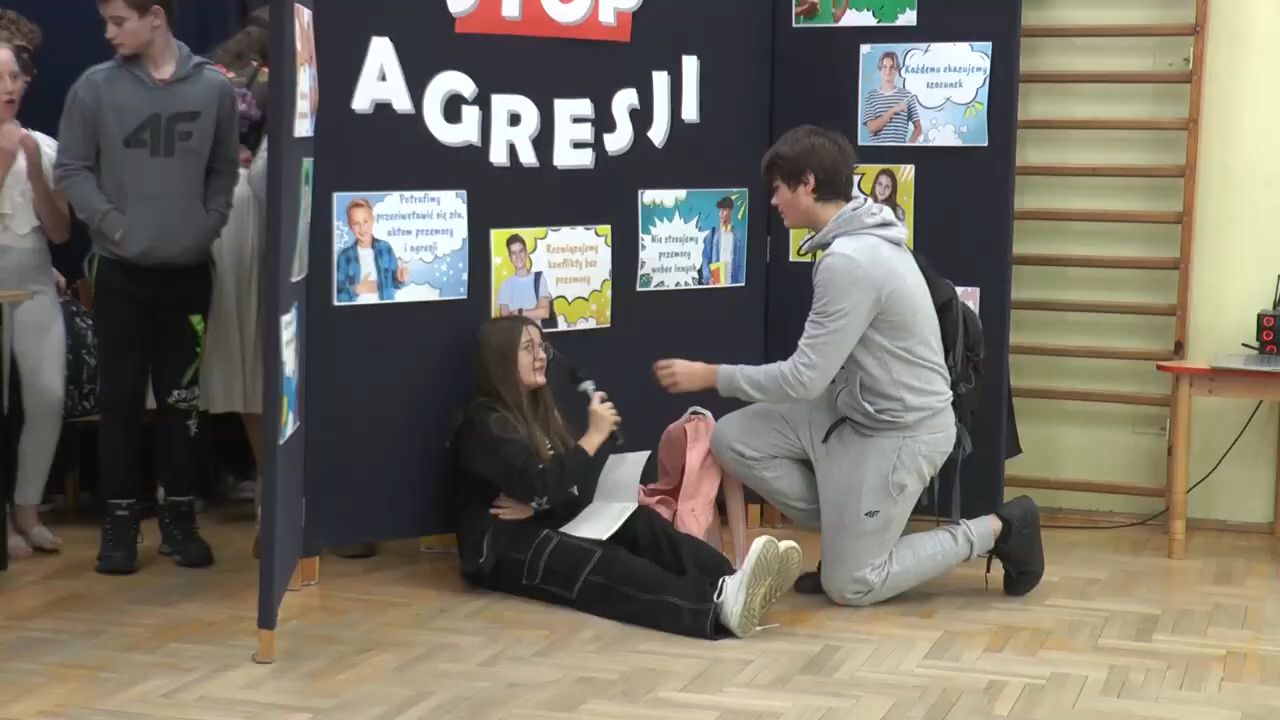 STOP
AGRESJI
4F
Każdemu okazujemy
szacunek
Potrafimy
przeciwstawić się złu,
aktom przemocy
i agresji
Rozwiązujemy
konflikty bez
przemocy
Nie stosujemy
przemocy
wobec innych
4F